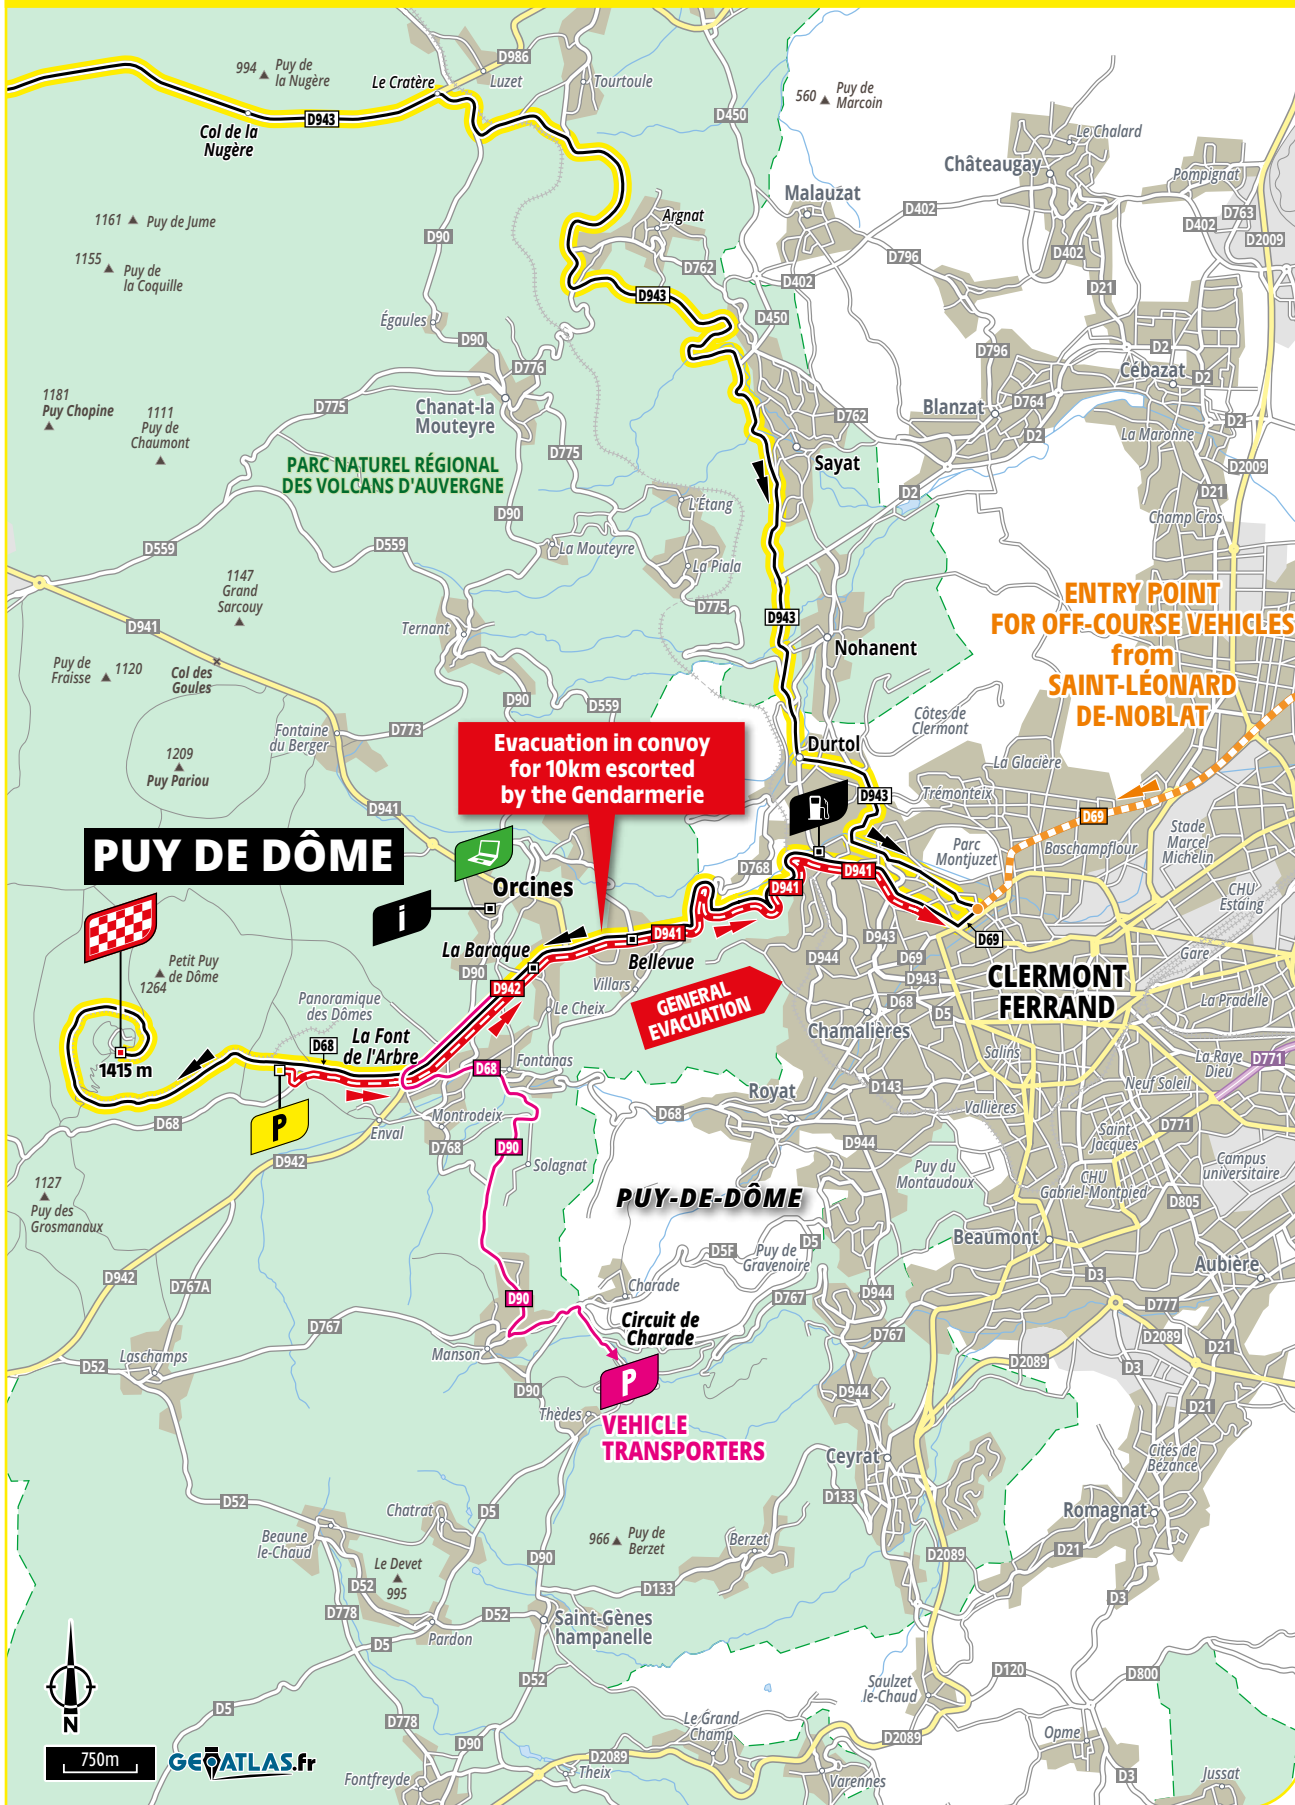 D986
994
Puy de
la Nugère
Le Cratère
Luzet
Tourtoule
560
Puy de
Marcoin
D943
Col de la
Nugère
D450
Le Chalard
Châteaugay
Pompignat
Malauzat
D402
D402
D763
D2009
1161
Puy de Jume
D90
Argnat
D796
D402
1155
Puy de
la Coquille
D762
D402
D21
D943
Égaules
D450
D90
D796
D2
D776
Cébazat
D2
1181
Puy Chopine
1111
Puy de
Chaumont
D775
Chanat-la
Mouteyre
D762
Blanzat
D764
D2
D2
La Maronne
D775
PARC NATUREL RÉGIONAL
DES VOLCANS D'AUVERGNE
Sayat
D2009
D2
D21
L'Étang
D90
Champ Cros
D559
D559
La Mouteyre
La Piala
1147
Grand
Sarcouy
D775
D943
ENTRY POINT
FOR OFF-COURSE VEHICLES
from
SAINT-LÉONARD
DE-NOBLAT
D941
Ternant
Nohanent
Puy de
Fraisse
1120
Col des
Goules
D90
D559
Côtes de
Clermont
Fontaine
du Berger
D773
Evacuation in convoy
for 10km escorted
by the Gendarmerie
Durtol
1209
Puy Pariou
La Glacière
D943
Trémonteix
D941
D69
Stade
Marcel
Michelin
PUY DE DÔME
Parc
Montjuzet
Baschampflour
D768
D941
D941
CHU
Estaing
Orcines
i
D941
D69
D943
Gare
La Baraque
Bellevue
D944
D69
Petit Puy
de Dôme
1264
D90
Villars
D943
CLERMONT
FERRAND
D942
GENERAL
EVACUATION
D68
La Pradelle
Panoramique
des Dômes
Le Cheix
D5
Chamalières
La Font
de l'Arbre
D68
1415 m
Fontanas
Salins
La Raye
Dieu
D771
D68
Neuf Soleil
D143
Royat
P
D68
Montrodeix
D68
Vallières
D771
Enval
D768
D90
D944
Saint
Jacques
D942
Solagnat
Puy du
Montaudoux
Campus
universitaire
1127
Puy des
Grosmanaux
PUY-DE-DÔME
CHU
Gabriel-Montpied
D805
Beaumont
D5F
Puy de
Gravenoire
D5
Aubière
D942
D767A
Charade
D3
D90
D767
D944
D777
D767
Circuit de
Charade
D767
D2089
Manson
D21
Laschamps
D52
D2089
D3
P
D90
D944
D21
Thèdes
VEHICLE
TRANSPORTERS
Ceyrat
Cités de
Bézance
D133
D52
Chatrat
D5
Romagnat
Beaune
le-Chaud
966
Puy de
Berzet
Berzet
D21
Le Devet
995
D90
D2089
D52
D133
D3
D778
D52
Saint-Gènes
hampanelle
Pardon
D5
D120
D800
D52
Saulzet
le-Chaud
N
D5
D778
Le Grand
Champ
Opme
D90
D2089
D2089
750m
GEOATLAS.fr
Theix
D3
Fontfreyde
Varennes
Jussat